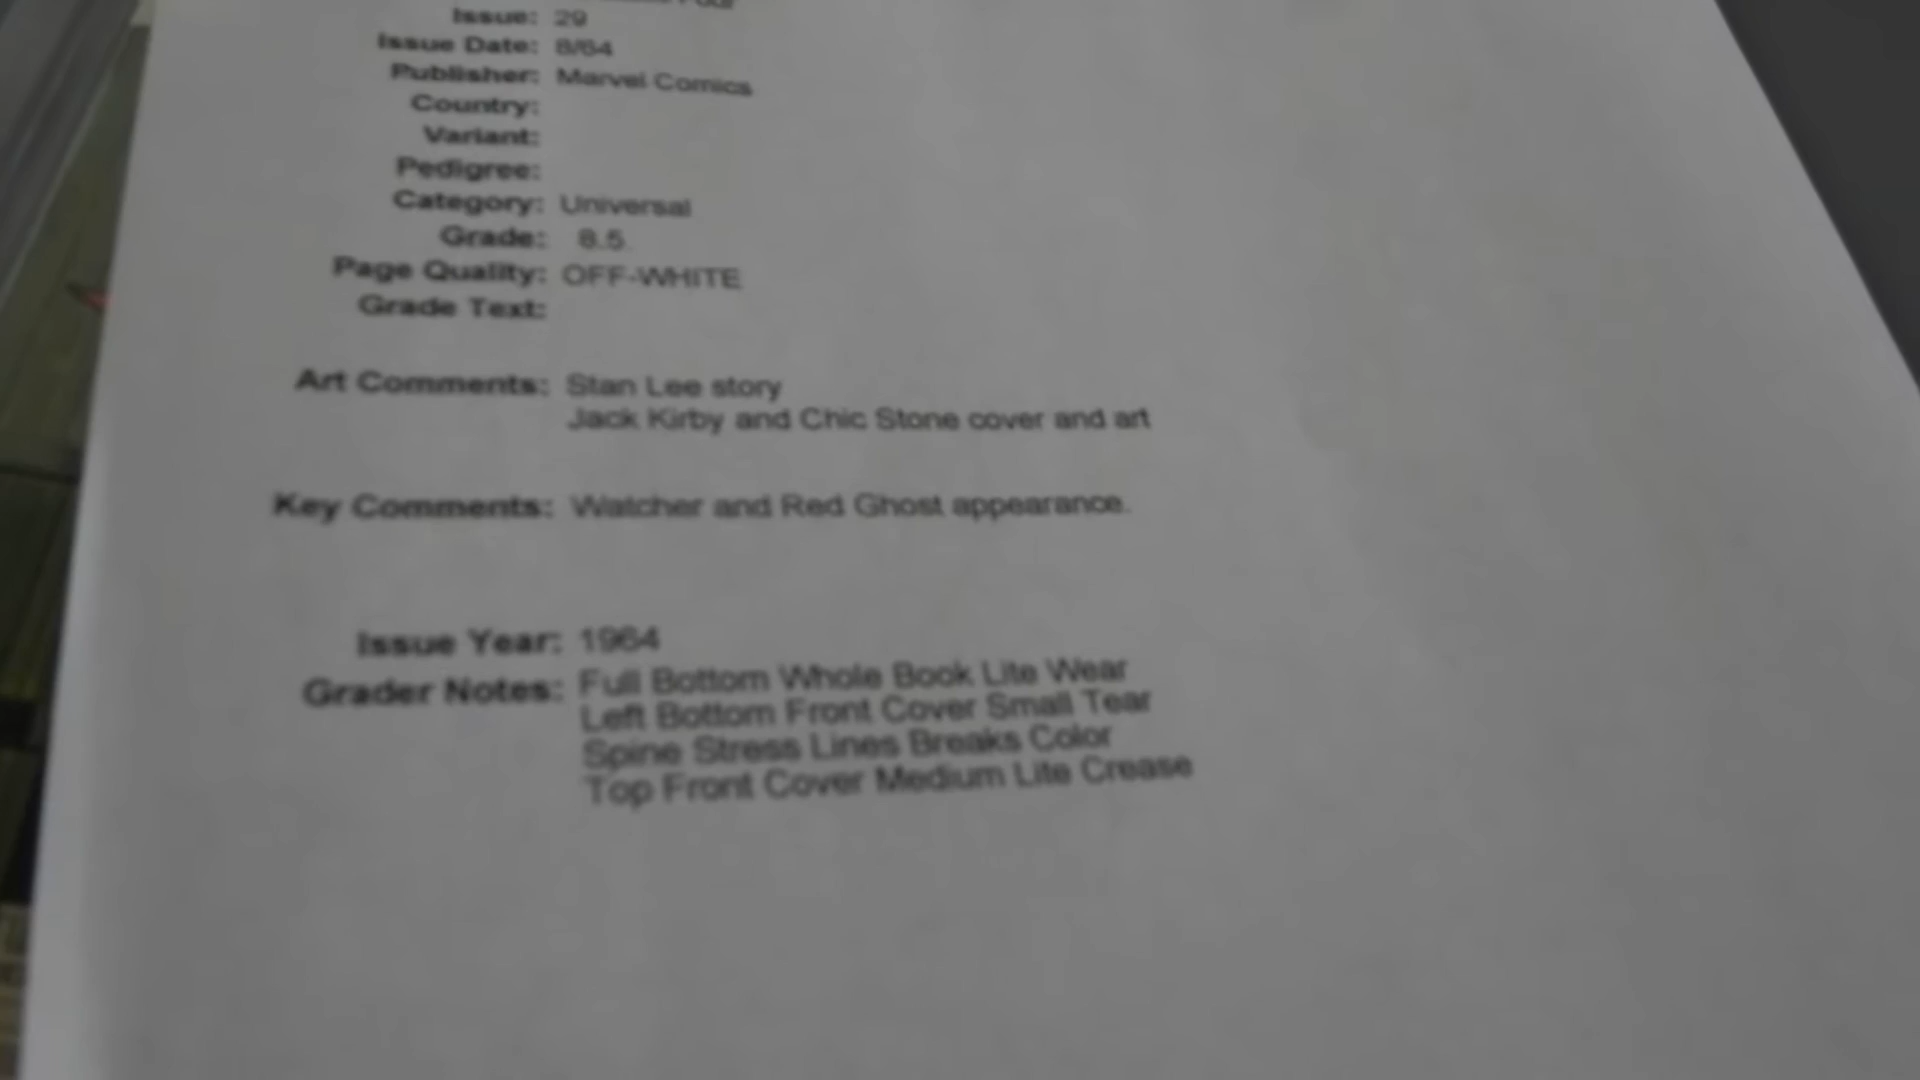 Four
Issue: 29
Issue Date: 8/64
Publisher: Marvel Comics
Country:
Variant:
Pedigree:
Category: Universal
Grade: 8.5
Page Quality: OFF-WHITE
Grade Text:
Art Comments: Stan Lee story
Jack Kirby and Chic Stone cover and art
Key Comments: Watcher and Red Ghost appearance.
Issue Year: 1964
Grader Notes: Full Bottom Whole Book Lite Wear
Left Bottom Front Cover Small Tear
Spine Stress Lines Breaks Color
Top Front Cover Medium Lite Crease